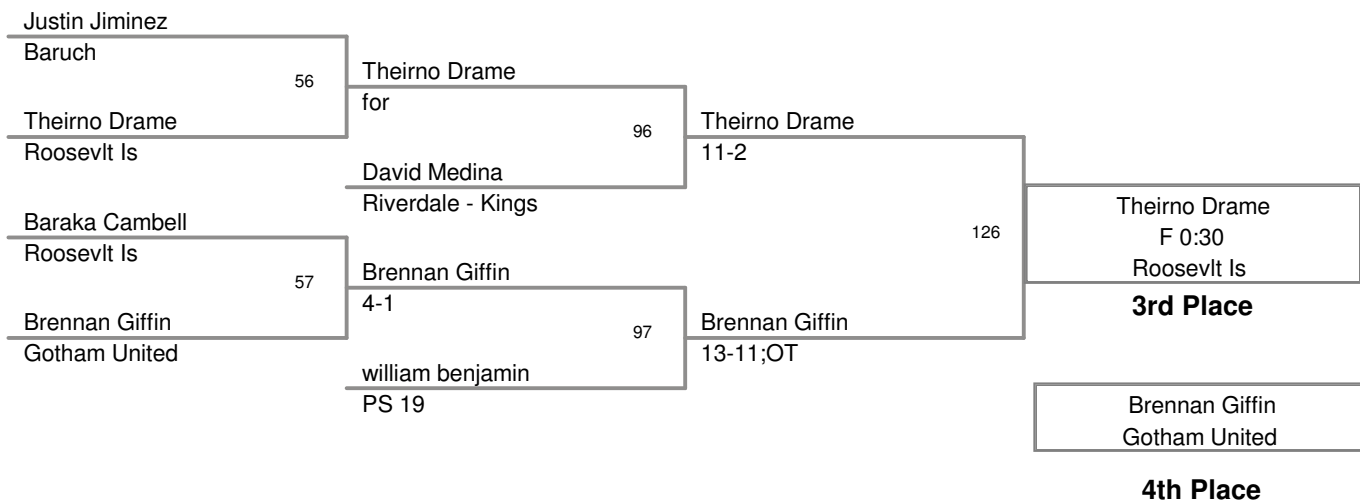 Justin Jiminez
Baruch
56
Theirno Drame
for
Theirno Drame
Roosevlt Is
96
Theirno Drame
11-2
David Medina
Riverdale - Kings
Baraka Cambell
Roosevlt Is
126
Theirno Drame
F 0:30
Roosevlt Is
3rd Place
57
Brennan Giffin
4-1
Brennan Giffin
Gotham United
97
Brennan Giffin
13-11;OT
william benjamin
PS 19
Brennan Giffin
Gotham United
4th Place